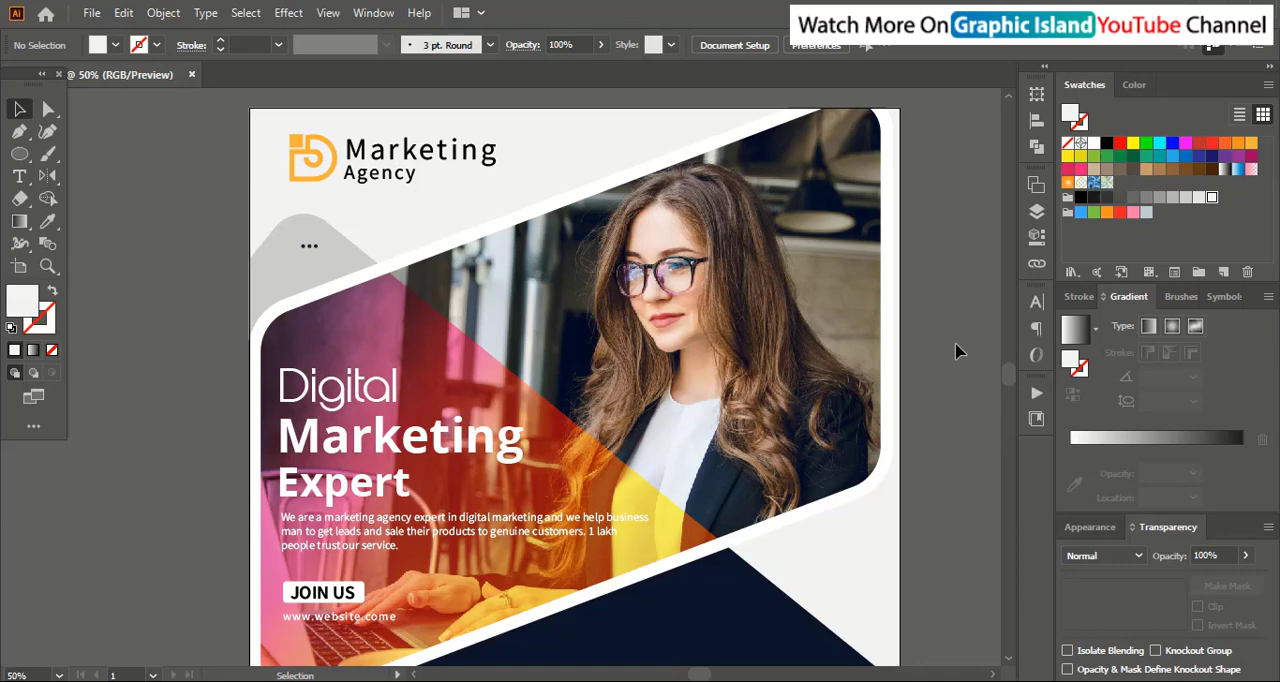 Ai File Edit Object Type Select Effect View Window Help
Watch More On Graphic Island YouTube Channel
No Selection Stroke: 3 pt. Round Opacity: 100% Style: Document Setup Preferences
@ 50% (RGB/Preview) ×
Swatches Color
Marketing
Agency
...
Stroke Gradient Brushes Symbol:
Type:
Stroke:
Digital
Marketing
Expert
We are a marketing agency expert in digital marketing and we help business
man to get leads and sale their products to genuine customers. 1 lakh
people trust our service.
JOIN US
www.website.come
Opacity:
Location:
Appearance Transparency
Normal Opacity: 100%
Make Mask
Clip
Invert Mask
Isolate Blending Knockout Group
Opacity & Mask Define Knockout Shape
50% 1 Selection